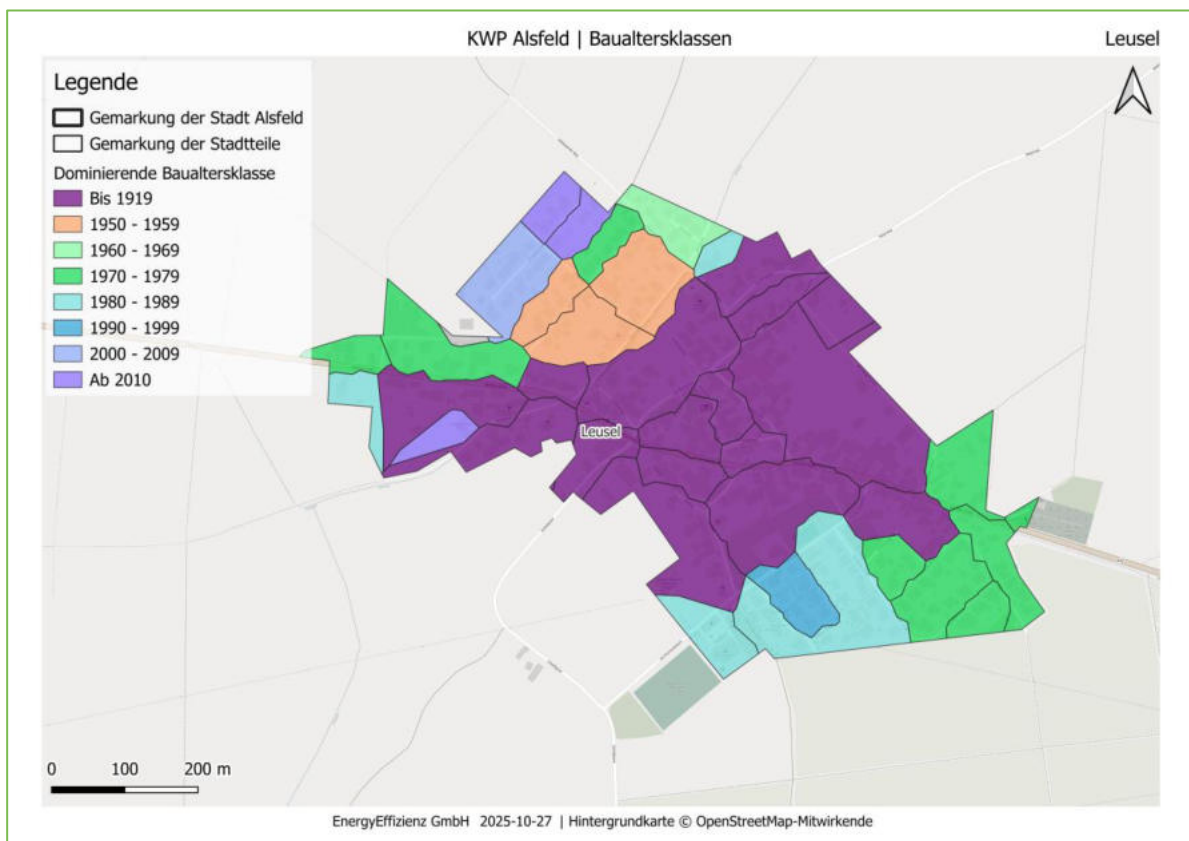 KWP Alsfeld | Baualtersklassen
Leusel
Legende
Gemarkung der Stadt Alsfeld
Gemarkung der Stadtteile
Dominierende Baualtersklasse
Bis 1919
1950 - 1959
1960 - 1969
1970 - 1979
1980 - 1989
1990 - 1999
2000 - 2009
Ab 2010
Leusel
0 100 200 m
EnergyEffizienz GmbH 2025-10-27 | Hintergrundkarte © OpenStreetMap-Mitwirkende